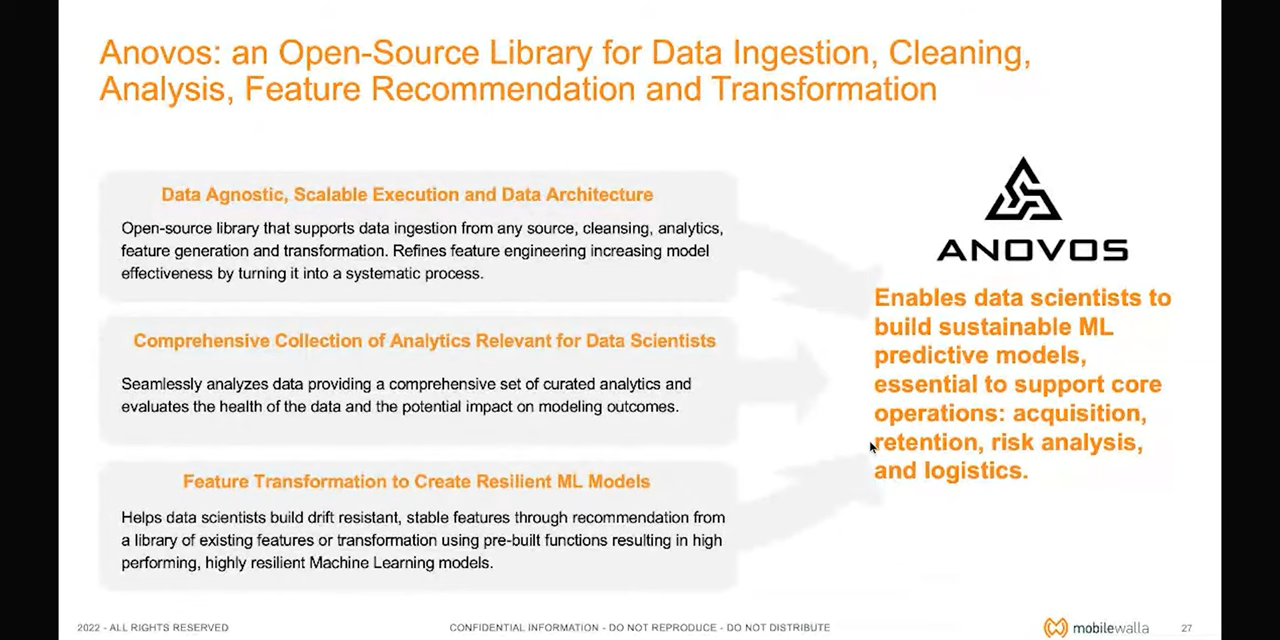 Anovos: an Open-Source Library for Data Ingestion, Cleaning,
Analysis, Feature Recommendation and Transformation
Data Agnostic, Scalable Execution and Data Architecture
Open-source library that supports data ingestion from any source, cleansing, analytics,
feature generation and transformation. Refines feature engineering increasing model
effectiveness by turning it into a systematic process.
Comprehensive Collection of Analytics Relevant for Data Scientists
Seamlessly analyzes data providing a comprehensive set of curated analytics and
evaluates the health of the data and the potential impact on modeling outcomes.
Feature Transformation to Create Resilient ML Models
Helps data scientists build drift resistant, stable features through recommendation from
a library of existing features or transformation using pre-built functions resulting in high
performing, highly resilient Machine Learning models.
ANOVOS
Enables data scientists to
build sustainable ML
predictive models,
essential to support core
operations: acquisition,
retention, risk analysis,
and logistics.
2022 - ALL RIGHTS RESERVED
CONFIDENTIAL INFORMATION - DO NOT REPRODUCE - DO NOT DISTRIBUTE
mobilewalla
27